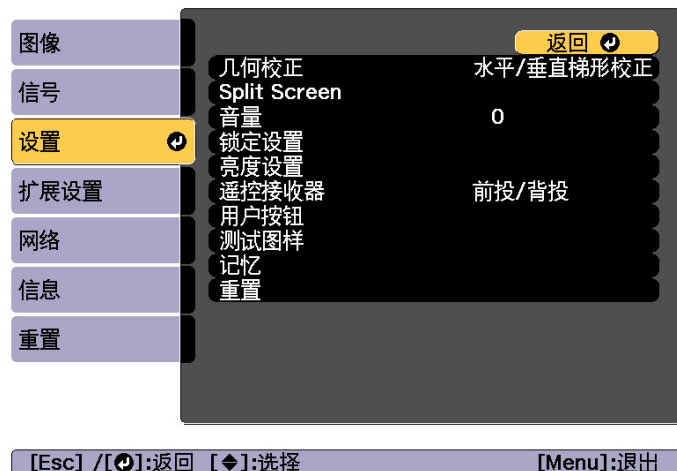 图像
信号
设置
扩展设置
网络
信息
重置
返回
几何校正 水平/垂直梯形校正
Split Screen
音量 0
锁定设置
亮度设置
遥控接收器 前投/背投
用户按钮
测试图样
记忆
重置
[Esc] /[⏎]:返回 [◆]:选择 [Menu]:退出